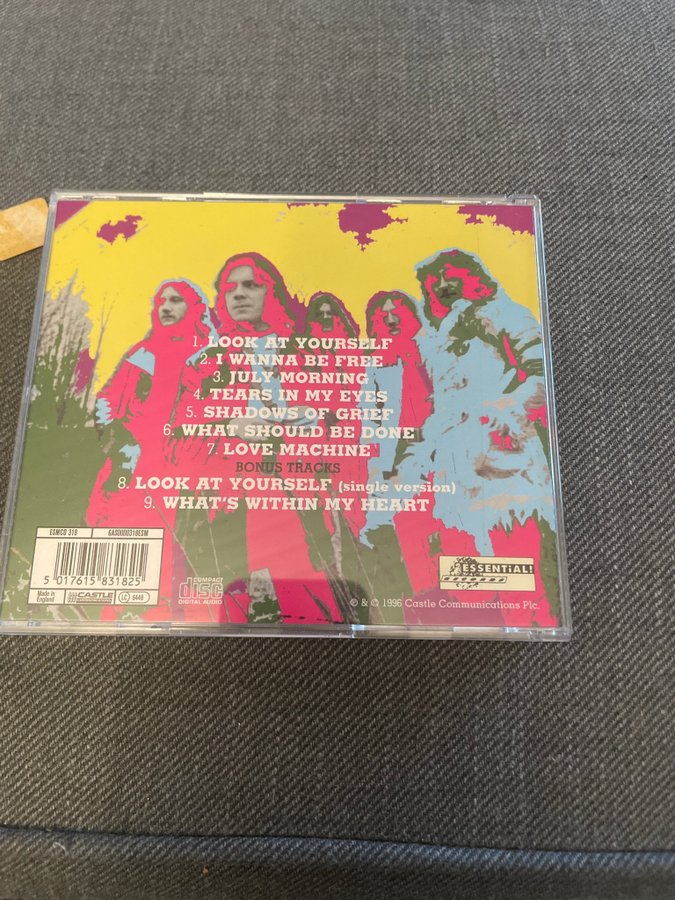 1. LOOK AT YOURSELF
2. I WANNA BE FREE
3. JULY MORNING
4. TEARS IN MY EYES
5. SHADOWS OF GRIEF
6. WHAT SHOULD BE DONE
7. LOVE MACHINE
BONUS TRACKS
8. LOOK AT YOURSELF (single version)
9. WHAT'S WITHIN MY HEART
ESMCD 318 GAS0000318ESM
5 017615 831825
Made in
England
CASTLE
LC 6448
COMPACT
disc
DIGITAL AUDIO
ESSENTiAL!
℗ & © 1996 Castle Communications Plc.